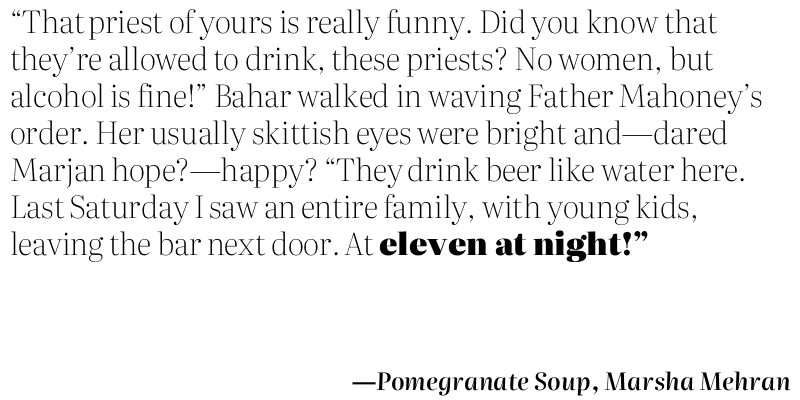 “That priest of yours is really funny. Did you know that
they’re allowed to drink, these priests? No women, but
alcohol is fine!” Bahar walked in waving Father Mahoney’s
order. Her usually skittish eyes were bright and—dared
Marjan hope?—happy? “They drink beer like water here.
Last Saturday I saw an entire family, with young kids,
leaving the bar next door. At eleven at night!”
—Pomegranate Soup, Marsha Mehran